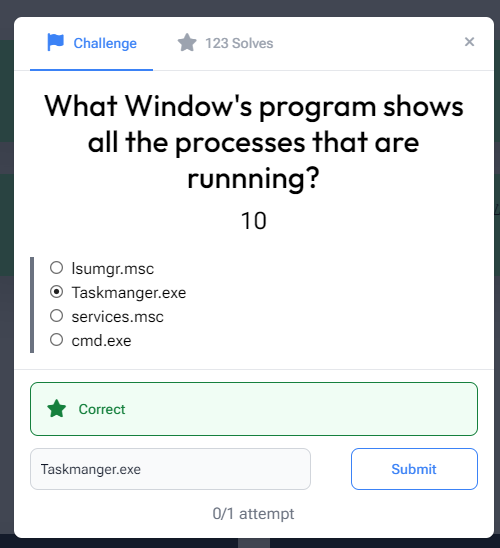 Challenge
123 Solves
×
What Window's program shows
all the processes that are
runnning?
10
lsumgr.msc
Taskmanger.exe
services.msc
cmd.exe
Correct
Taskmanger.exe
Submit
0/1 attempt